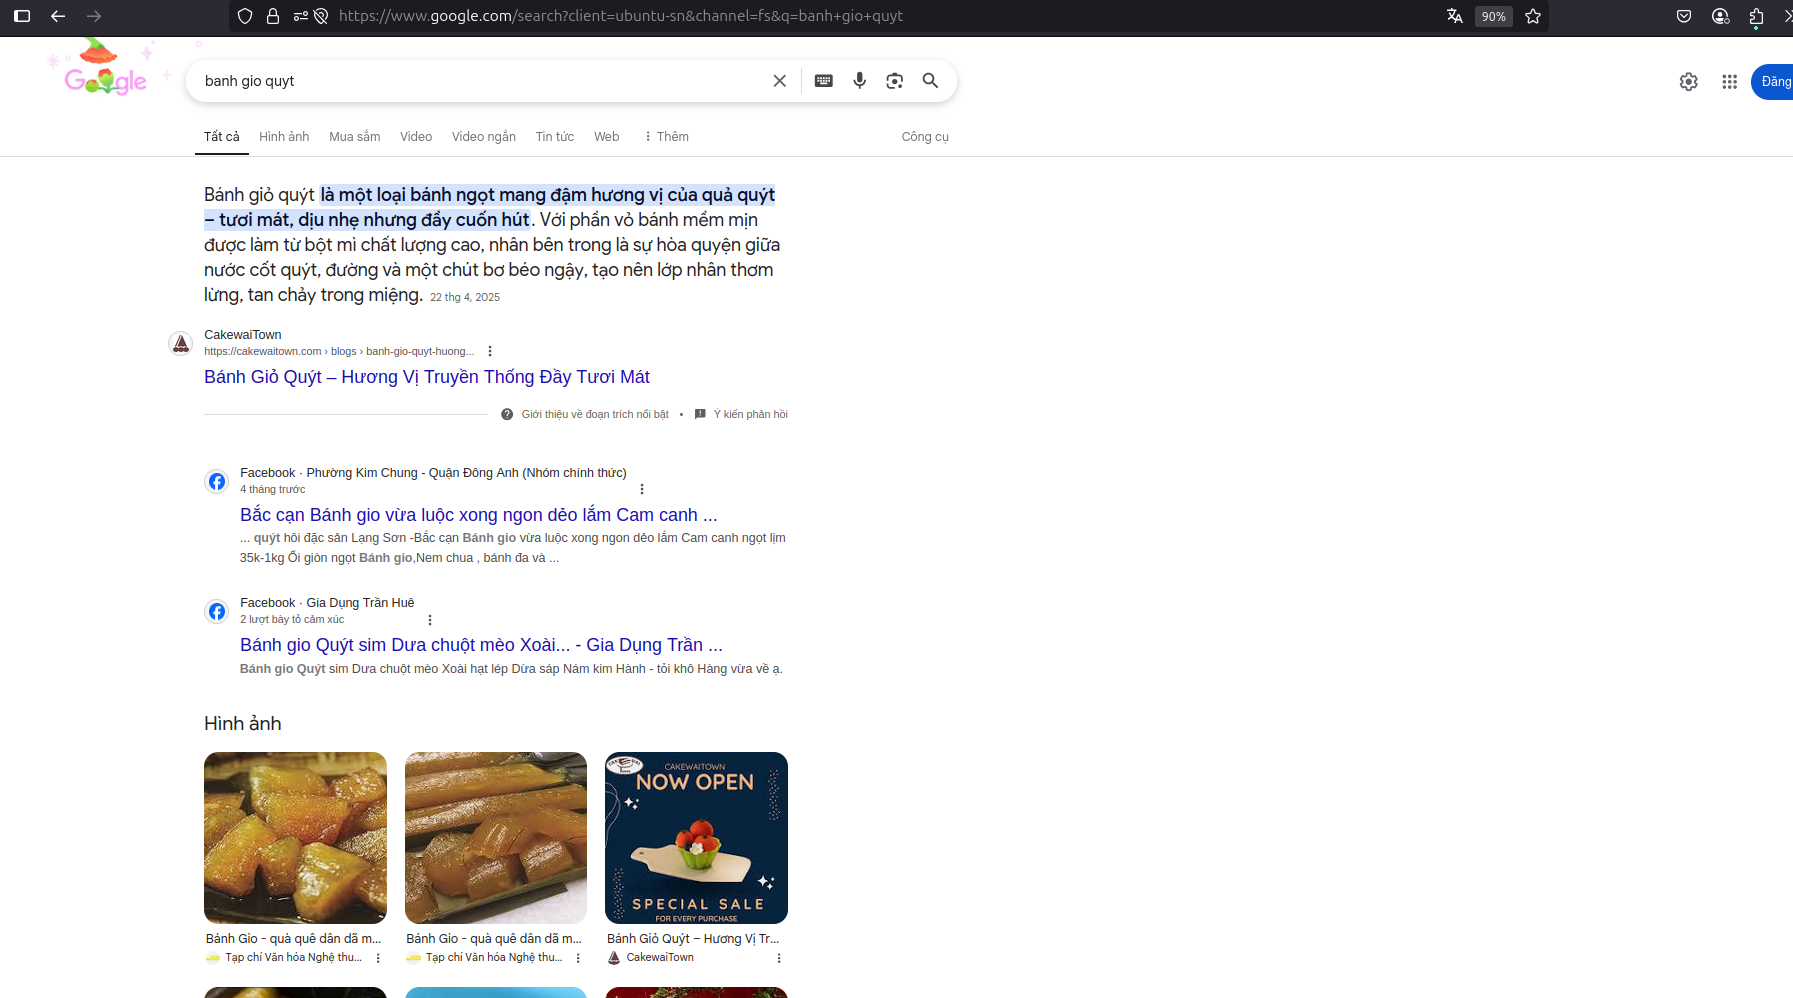 https://www.google.com/search?client=ubuntu-sn&channel=fs&q=banh+gio+quyt
90%
Google
banh gio quyt
Đăng
Tất cả
Hình ảnh
Mua sắm
Video
Video ngắn
Tin tức
Web
Thêm
Công cụ
Bánh giỏ quýt là một loại bánh ngọt mang đậm hương vị của quả quýt
– tươi mát, dịu nhẹ nhưng đầy cuốn hút. Với phần vỏ bánh mềm mịn
được làm từ bột mì chất lượng cao, nhân bên trong là sự hòa quyện giữa
nước cốt quýt, đường và một chút bơ béo ngậy, tạo nên lớp nhân thơm
lừng, tan chảy trong miệng. 22 thg 4, 2025
CakewaiTown
https://cakewaitown.com › blogs › banh-gio-quyt-huong...
Bánh Giỏ Quýt – Hương Vị Truyền Thống Đầy Tươi Mát
Giới thiệu về đoạn trích nổi bật • Ý kiến phản hồi
Facebook · Phường Kim Chung - Quận Đông Anh (Nhóm chính thức)
4 tháng trước
Bắc cạn Bánh gio vừa luộc xong ngon dẻo lắm Cam canh ...
... quýt hôi đặc sản Lạng Sơn -Bắc cạn Bánh gio vừa luộc xong ngon dẻo lắm Cam canh ngọt lịm
35k-1kg Ổi giòn ngọt Bánh gio,Nem chua , bánh đa và ...
Facebook · Gia Dụng Trần Huê
2 lượt bày tỏ cảm xúc
Bánh gio Quýt sim Dưa chuột mèo Xoài... - Gia Dụng Trần ...
Bánh gio Quýt sim Dưa chuột mèo Xoài hạt lép Dừa sáp Nám kim Hành - tỏi khô Hàng vừa về ạ.
Hình ảnh
CAKEWAITOWN
NOW OPEN
SPECIAL SALE
FOR EVERY PURCHASE
Bánh Gio - quà quê dân dã m...
Tạp chí Văn hóa Nghệ thu...
Bánh Gio - quà quê dân dã m...
Tạp chí Văn hóa Nghệ thu...
Bánh Giỏ Quýt – Hương Vị Tr...
CakewaiTown